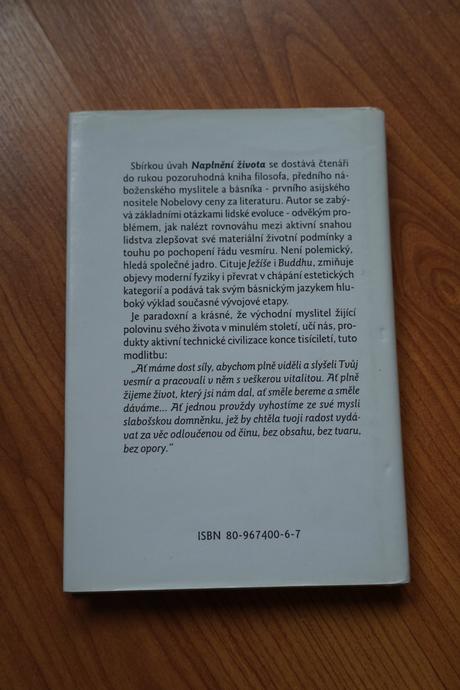 Sbírkou úvah Naplnění života se dostává čtenáři
do rukou pozoruhodná kniha filosofa, předního ná-
boženského myslitele a básníka - prvního asijského
nositele Nobelovy ceny za literaturu. Autor se zabý-
vá základními otázkami lidské evoluce - odvěkým pro-
blémem, jak nalézt rovnováhu mezi aktivní snahou
lidstva zlepšovat své materiální životní podmínky a
touhu po pochopení řádu vesmíru. Není polemický,
hledá společné jadro. Cituje Ježíše i Buddhu, zmiňuje
objevy moderní fyziky i převrat v chápání estetických
kategorií a podává tak svým básnickým jazykem hlu-
boký výklad současné vývojové etapy.
Je paradoxní a krásné, že východní myslitel žijící
polovinu svého života v minulém století, učí nás, pro-
dukty aktivní technické civilizace konce tisíciletí, tuto
modlitbu:
„Ať máme dost síly, abychom plně viděli a slyšeli Tvůj
vesmír a pracovali v něm s veškerou vitalitou. Ať plně
žijeme život, který jsi nám dal, ať směle bereme a směle
dáváme... Ať jednou provždy vyhostíme ze své mysli
slabošskou domněnku, jež by chtěla tvoji radost vydá-
vat za věc odloučenou od činu, bez obsahu, bez tvaru,
bez opory."
ISBN 80-967400-6-7